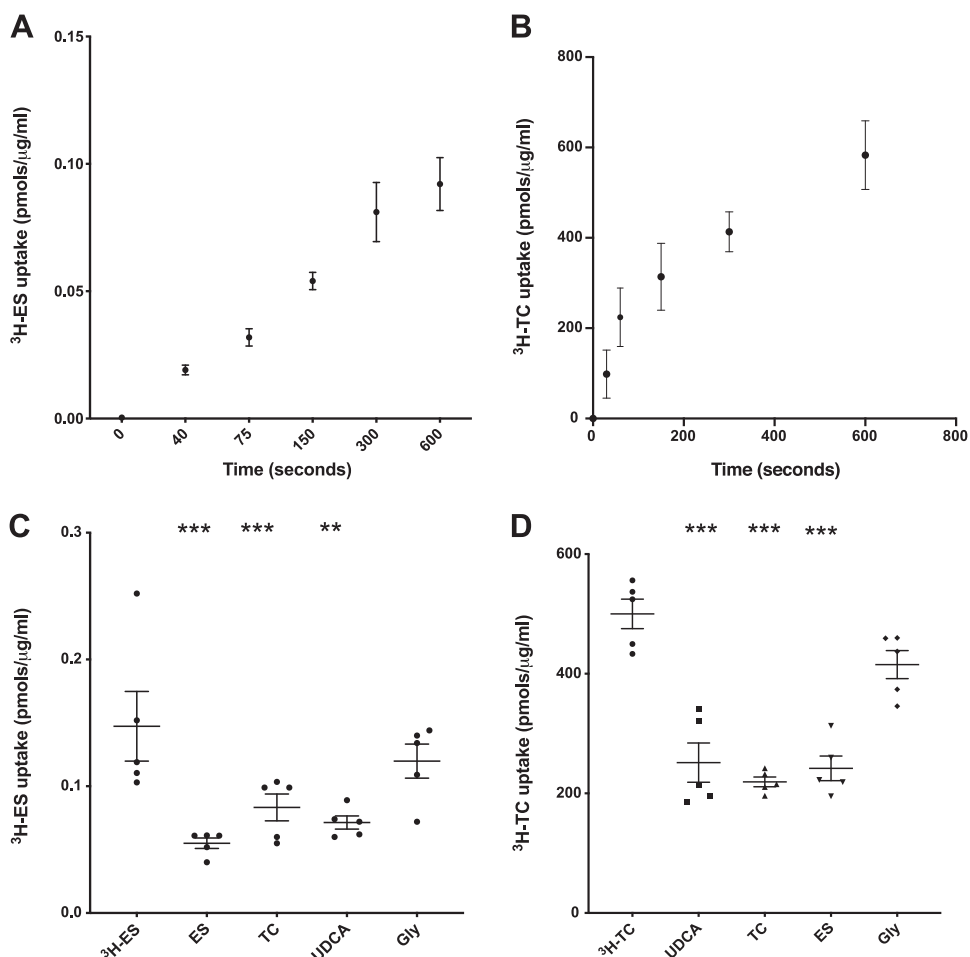 A
0.15
0.10
0.05
0.00
³H-ES uptake (pmols/µg/ml)
0
40
75
150
300
600
Time (seconds)
B
800
600
400
200
0
³H-TC uptake (pmols/µg/ml)
0
200
400
600
800
Time (seconds)
C
*** *** **
0.3
0.2
0.1
0.0
³H-ES uptake (pmols/µg/ml)
³H-ES
ES
TC
UDCA
Gly
D
*** *** ***
600
400
200
0
³H-TC uptake (pmols/µg/ml)
³H-TC
UDCA
TC
ES
Gly